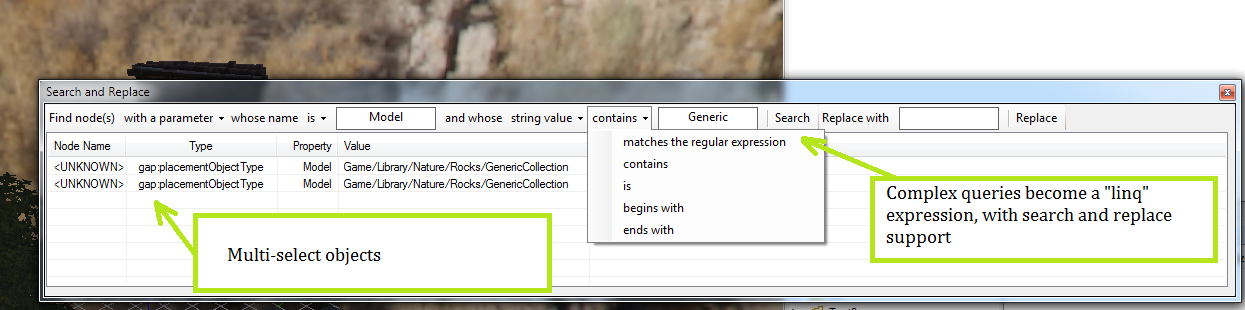 Search and Replace
Find node(s) with a parameter whose name is Model and whose string value contains Generic Search Replace with Replace
Node Name Type Property Value
<UNKNOWN> gap:placementObjectType Model Game/Library/Nature/Rocks/GenericCollection
<UNKNOWN> gap:placementObjectType Model Game/Library/Nature/Rocks/GenericCollection
matches the regular expression
contains
is
begins with
ends with
Multi-select objects
Complex queries become a "linq"
expression, with search and replace
support